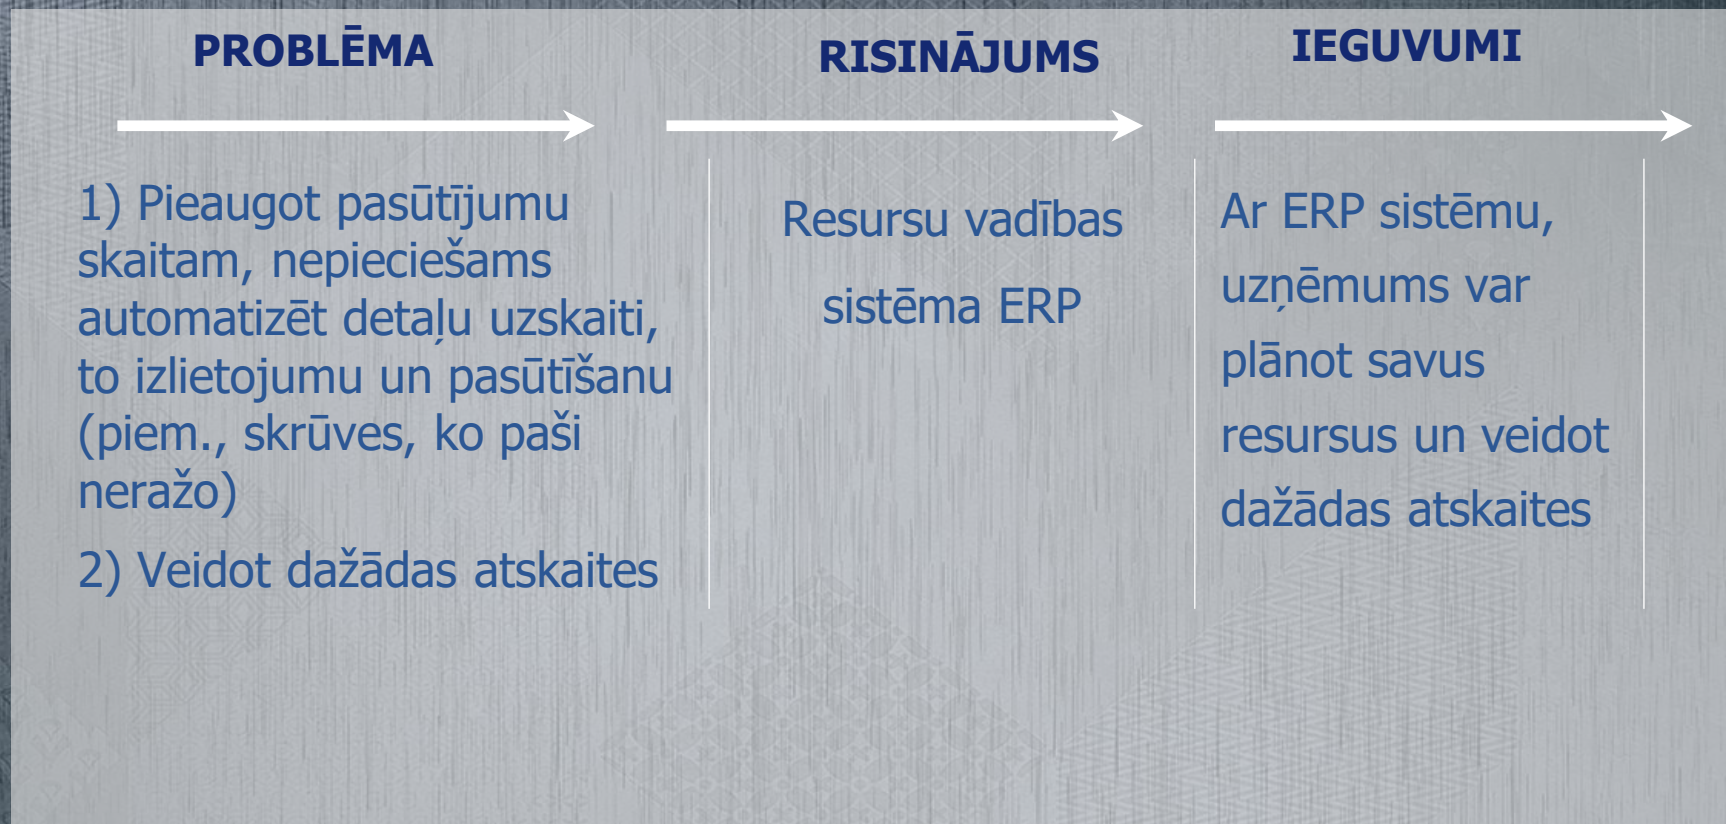 PROBLĒMA
1) Pieaugot pasūtījumu
skaitam, nepieciešams
automatizēt detaļu uzskaiti,
to izlietojumu un pasūtīšanu
(piem., skrūves, ko paši
neražo)
2) Veidot dažādas atskaites
RISINĀJUMS
Resursu vadības
sistēma ERP
IEGUVUMI
Ar ERP sistēmu,
uzņēmums var
plānot savus
resursus un veidot
dažādas atskaites